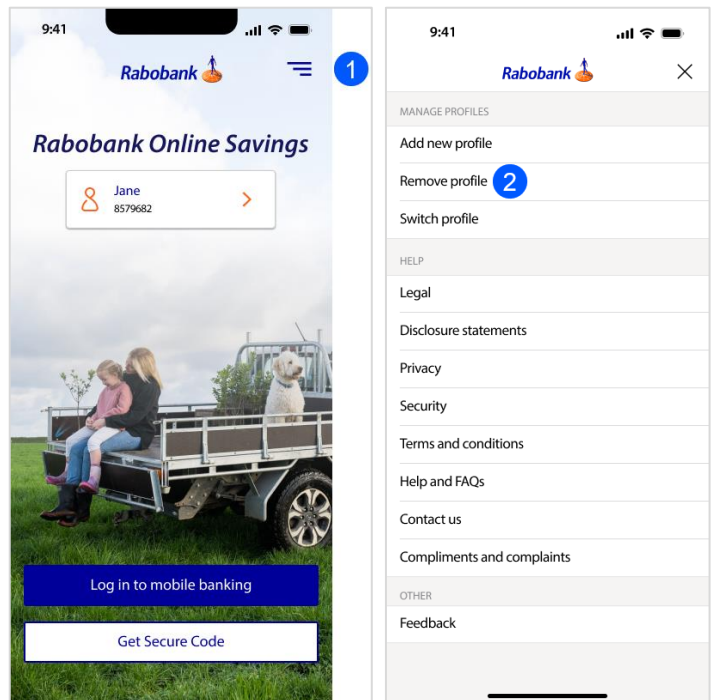 9:41
Rabobank
1
Rabobank Online Savings
Jane
8579682
Log in to mobile banking
Get Secure Code
9:41
Rabobank
MANAGE PROFILES
Add new profile
Remove profile 2
Switch profile
HELP
Legal
Disclosure statements
Privacy
Security
Terms and conditions
Help and FAQs
Contact us
Compliments and complaints
OTHER
Feedback